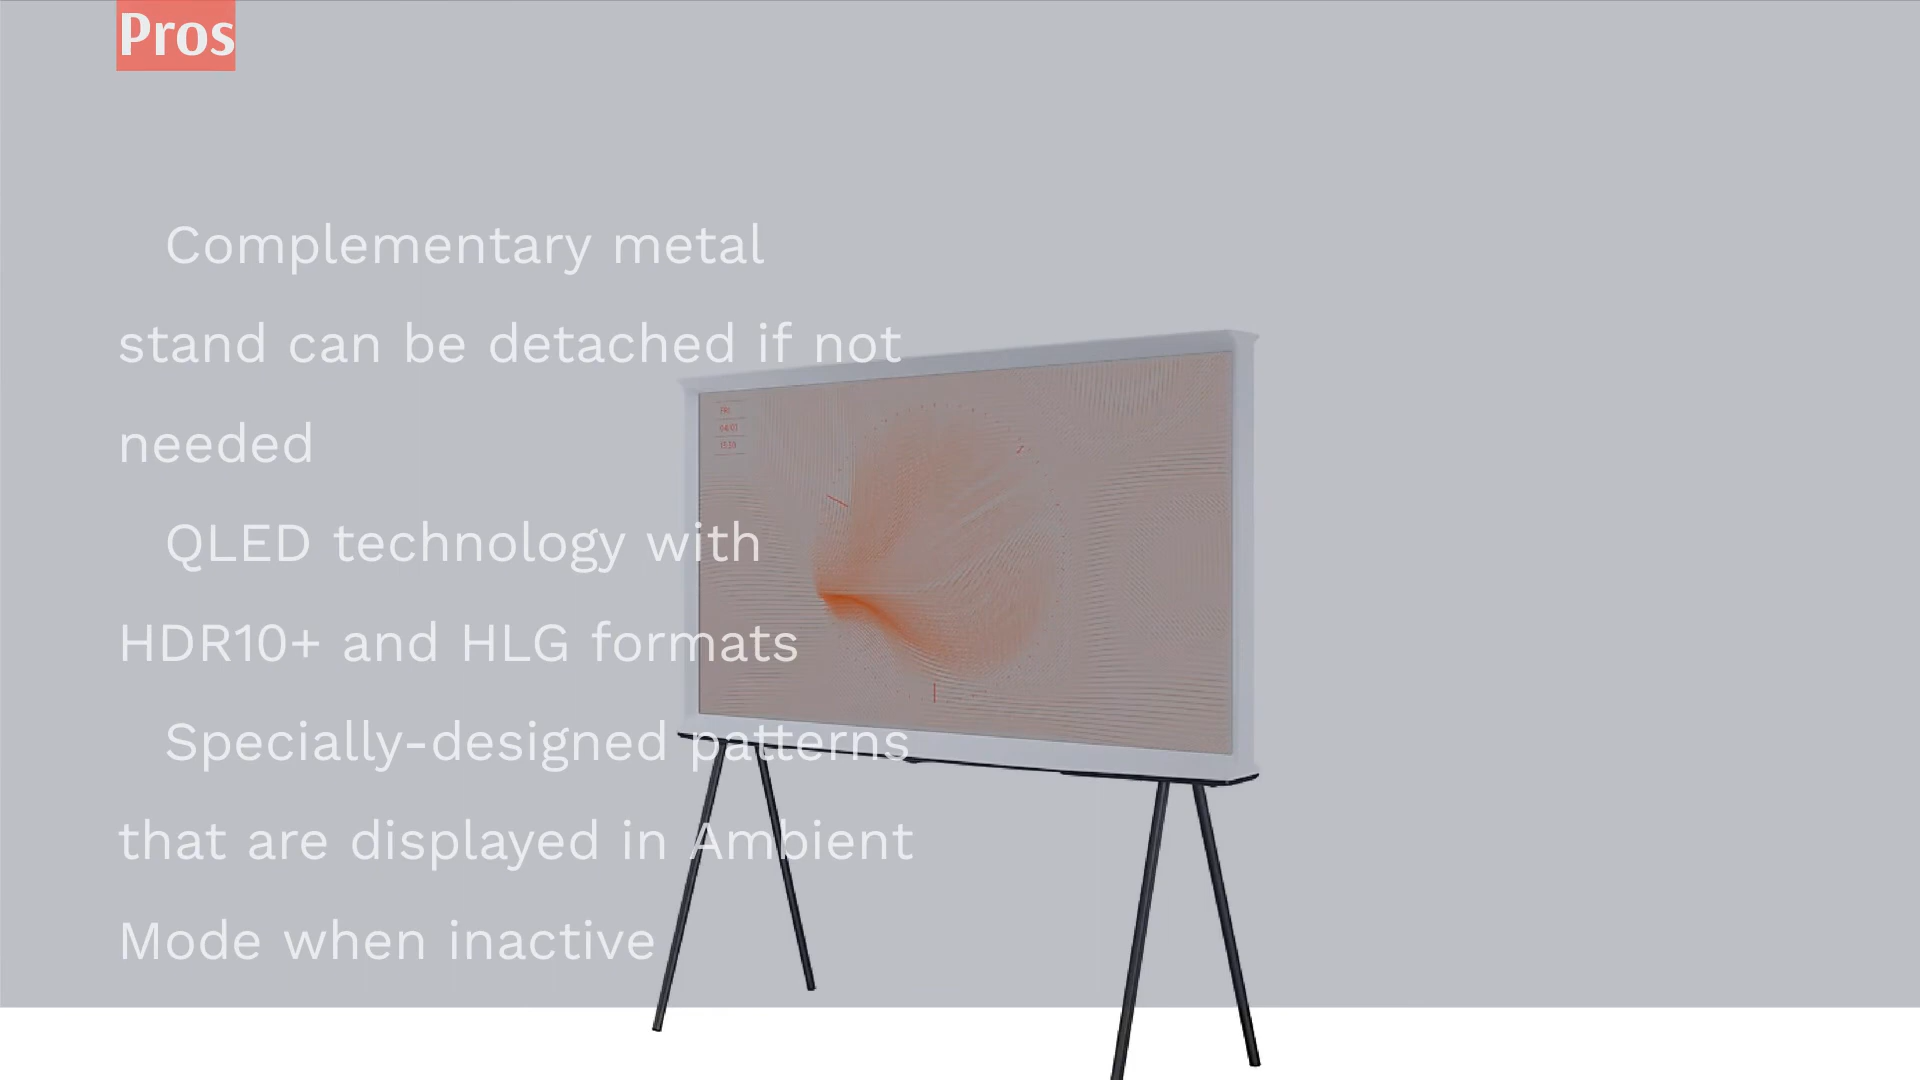 Pros
Complementary metal
stand can be detached if not
needed
QLED technology with
HDR10+ and HLG formats
Specially-designed patterns
that are displayed in Ambient
Mode when inactive
FRI